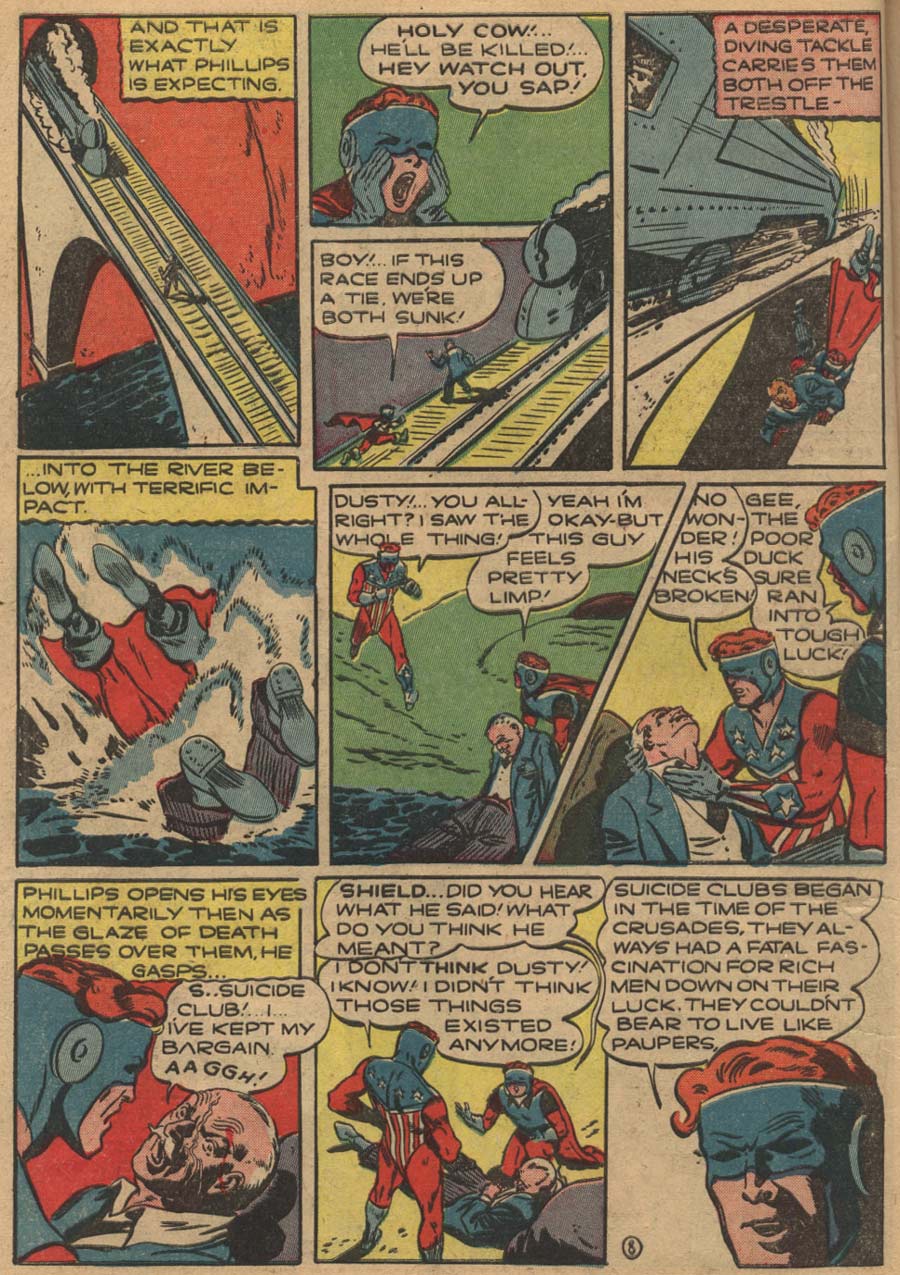 AND THAT IS
EXACTLY
WHAT PHILLIPS
IS EXPECTING.
HOLY COW!..
HE'LL BE KILLED!...
HEY WATCH OUT,
YOU SAP!
BOY!...IF THIS
RACE ENDS UP
A TIE, WE'RE
BOTH SUNK!
A DESPERATE,
DIVING TACKLE
CARRIES THEM
BOTH OFF THE
TRESTLE-
...INTO THE RIVER BE-
LOW, WITH TERRIFIC IM-
PACT.
DUSTY!...YOU ALL-
RIGHT? I SAW THE
WHOLE THING!
YEAH I'M
OKAY-BUT
THIS GUY
FEELS
PRETTY
LIMP!
NO
WON-
DER!
HIS
NECK'S
BROKEN!
GEE,
THE
POOR
DUCK
SURE
RAN
INTO
TOUGH
LUCK!
PHILLIPS OPENS HIS EYES
MOMENTARILY THEN AS
THE GLAZE OF DEATH
PASSES OVER THEM, HE
GASPS...
S..SUICIDE
CLUB!...I...
I'VE KEPT MY
BARGAIN.
AAGGH!
SHIELD...DID YOU HEAR
WHAT HE SAID! WHAT
DO YOU THINK HE
MEANT?
I DON'T THINK DUSTY!
I KNOW! I DIDN'T THINK
THOSE THINGS
EXISTED
ANYMORE!
SUICIDE CLUBS BEGAN
IN THE TIME OF THE
CRUSADES, THEY AL-
WAYS HAD A FATAL FAS-
CINATION FOR RICH
MEN DOWN ON THEIR
LUCK. THEY COULDN'T
BEAR TO LIVE LIKE
PAUPERS,
8